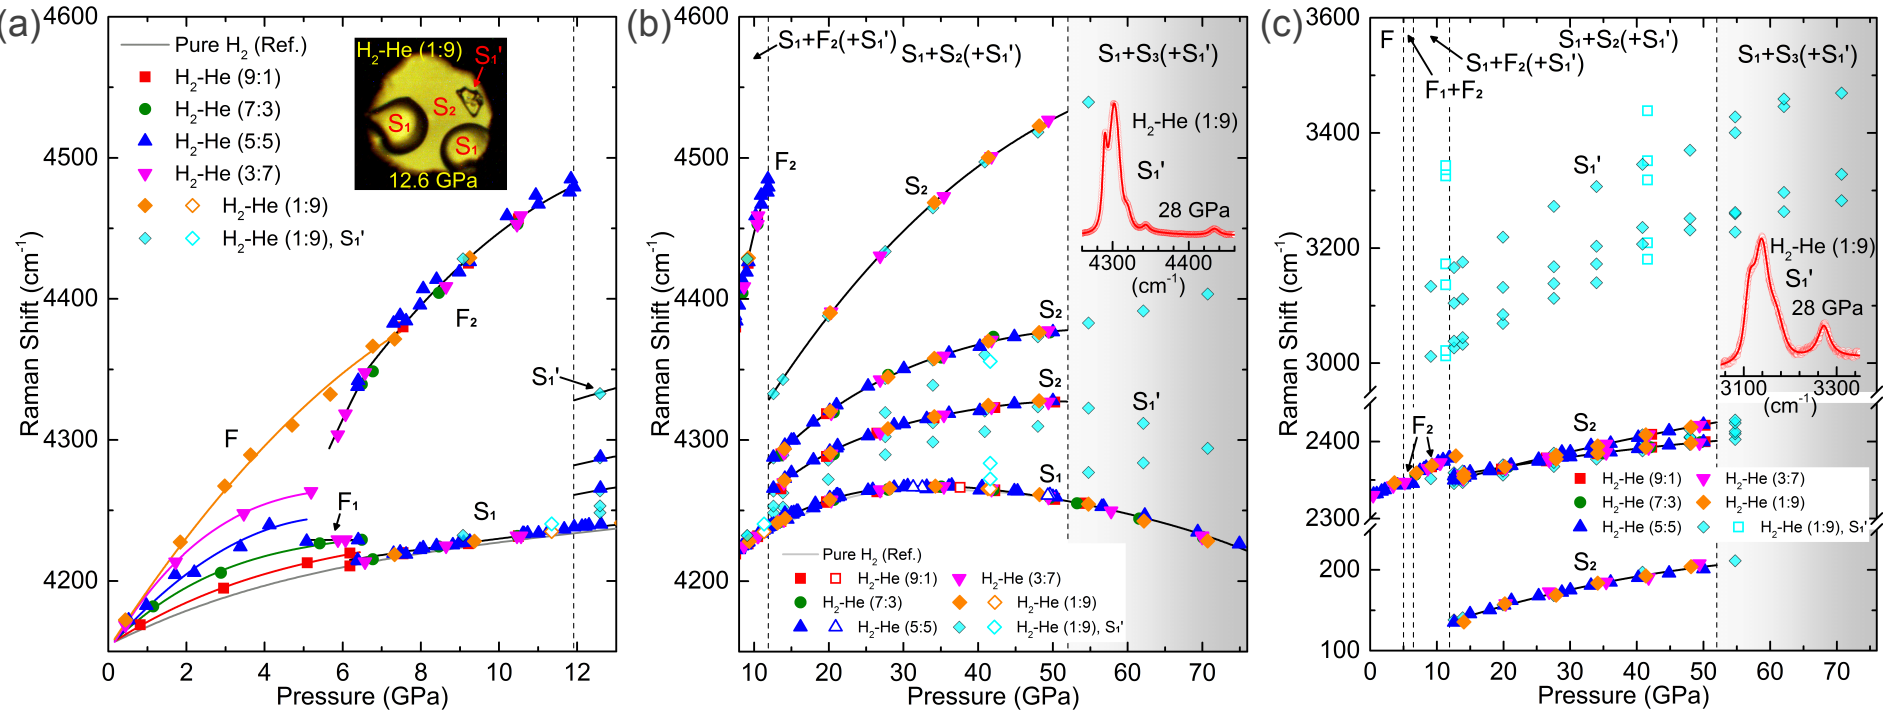 (a)
4600
4500
4400
4300
4200
Raman Shift (cm⁻¹)
0 2 4 6 8 10 12
Pressure (GPa)
Pure H₂ (Ref.)
H₂-He (9:1)
H₂-He (7:3)
H₂-He (5:5)
H₂-He (3:7)
H₂-He (1:9)
H₂-He (1:9), S₁'
H₂-He (1:9)
S₁'
S₂
S₁
S₁
12.6 GPa
F₂
S₁'
F
F₁
S₁
(b)
4600
4500
4400
4300
4200
Raman Shift (cm⁻¹)
10 20 30 40 50 60 70
Pressure (GPa)
S₁+F₂(+S₁')
S₁+S₂(+S₁')
S₁+S₃(+S₁')
F₂
S₂
S₂
S₂
S₁'
S₁
H₂-He (1:9)
S₁'
28 GPa
4300 4400
(cm⁻¹)
Pure H₂ (Ref.)
H₂-He (9:1)
H₂-He (3:7)
H₂-He (7:3)
H₂-He (1:9)
H₂-He (5:5)
H₂-He (1:9), S₁'
(c)
3600
3400
3200
3000
2400
2300
200
100
Raman Shift (cm⁻¹)
0 10 20 30 40 50 60 70
Pressure (GPa)
F
S₁+S₂(+S₁')
S₁+F₂(+S₁')
F₁+F₂
S₁+S₃(+S₁')
S₁'
H₂-He (1:9)
S₁'
28 GPa
3100 3300
(cm⁻¹)
F₂
S₂
H₂-He (9:1)
H₂-He (3:7)
H₂-He (7:3)
H₂-He (1:9)
H₂-He (5:5)
H₂-He (1:9), S₁'
S₂